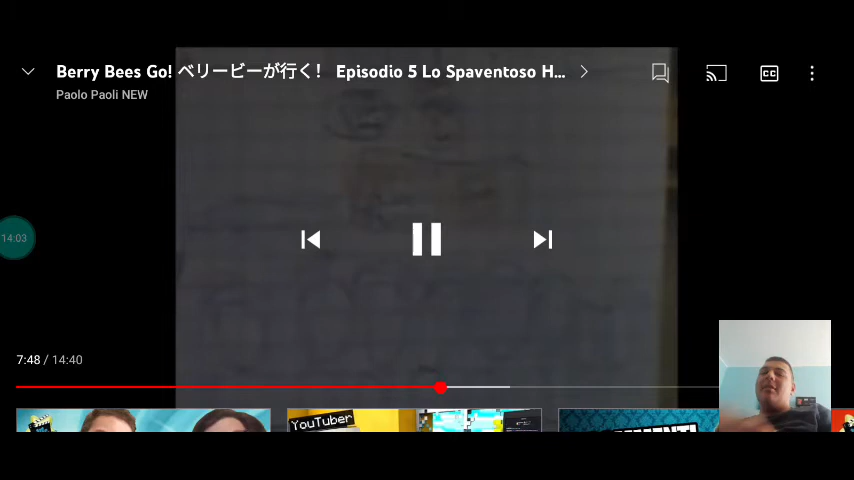 Berry Bees Go! ベリービーが行く! Episodio 5 Lo Spaventoso H...
Paolo Paoli NEW
CC
14:03
7:48 / 14:40
YouTuber